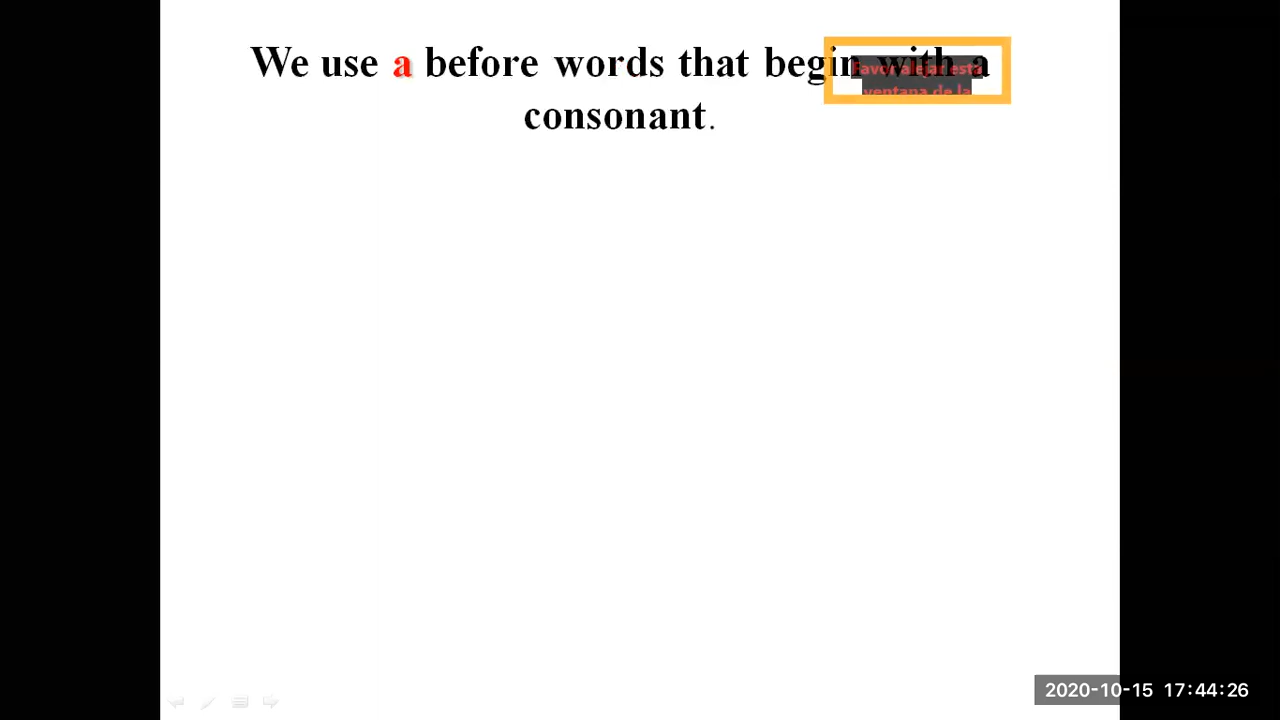 We use a before words that begin with a
consonant.
Favor alejar esta
ventana de la
2020-10-15 17:44:26